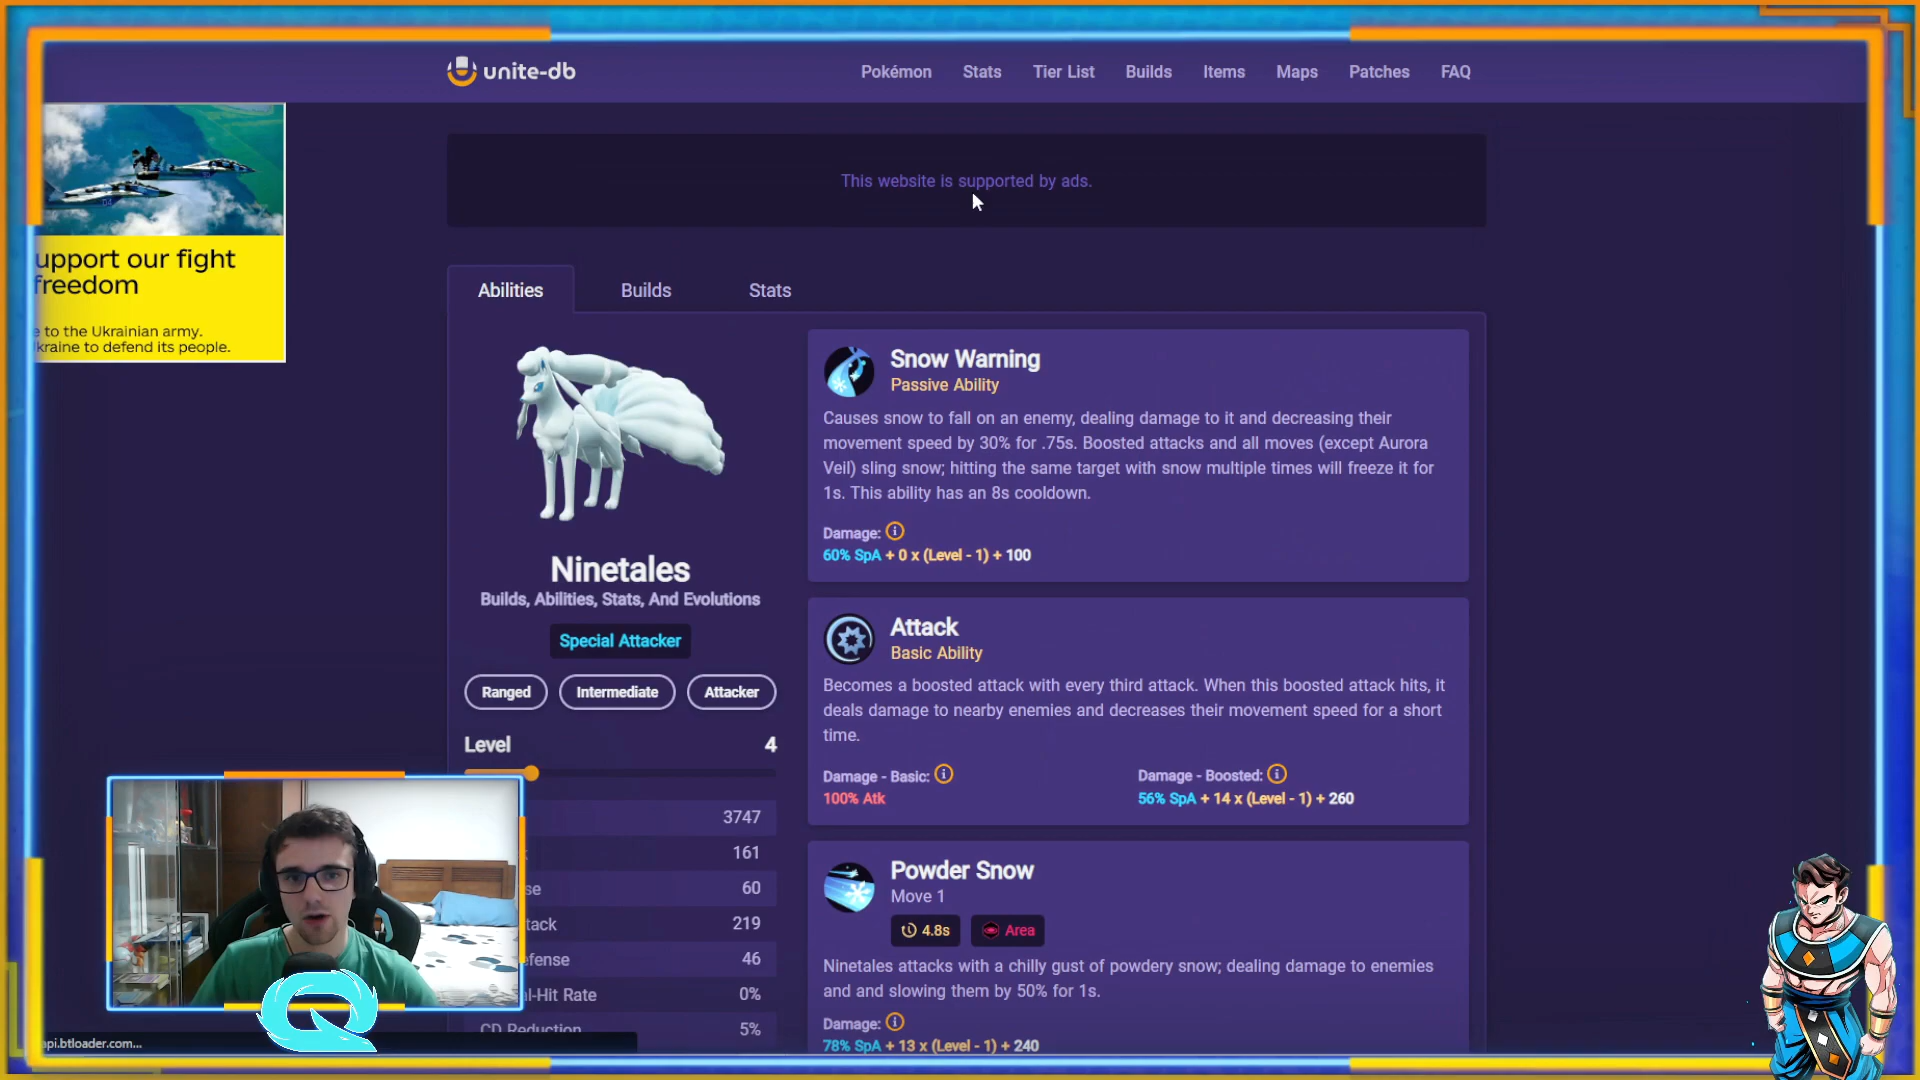 unite-db
Pokémon Stats Tier List Builds Items Maps Patches FAQ
This website is supported by ads.
upport our fight
freedom
e to the Ukrainian army.
kraine to defend its people.
Abilities Builds Stats
Ninetales
Builds, Abilities, Stats, And Evolutions
Special Attacker
Ranged Intermediate Attacker
Level 4
3747
161
se 60
tack 219
efense 46
l-Hit Rate 0%
CD Reduction 5%
Snow Warning
Passive Ability
Causes snow to fall on an enemy, dealing damage to it and decreasing their
movement speed by 30% for .75s. Boosted attacks and all moves (except Aurora
Veil) sling snow; hitting the same target with snow multiple times will freeze it for
1s. This ability has an 8s cooldown.
Damage:
60% SpA + 0 x (Level - 1) + 100
Attack
Basic Ability
Becomes a boosted attack with every third attack. When this boosted attack hits, it
deals damage to nearby enemies and decreases their movement speed for a short
time.
Damage - Basic: Damage - Boosted:
100% Atk 56% SpA + 14 x (Level - 1) + 260
Powder Snow
Move 1
4.8s Area
Ninetales attacks with a chilly gust of powdery snow; dealing damage to enemies
and and slowing them by 50% for 1s.
Damage:
78% SpA + 13 x (Level - 1) + 240
api.btloader.com...